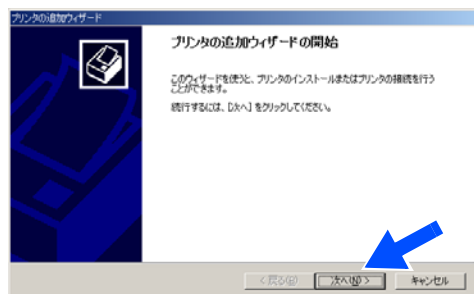 プリンタの追加ウィザード
プリンタの追加ウィザードの開始
このウィザードを使うと、プリンタのインストールまたはプリンタの接続を行う
ことができます。
続行するには、[次へ] をクリックしてください。
< 戻る(B)
次へ(N) >
キャンセル